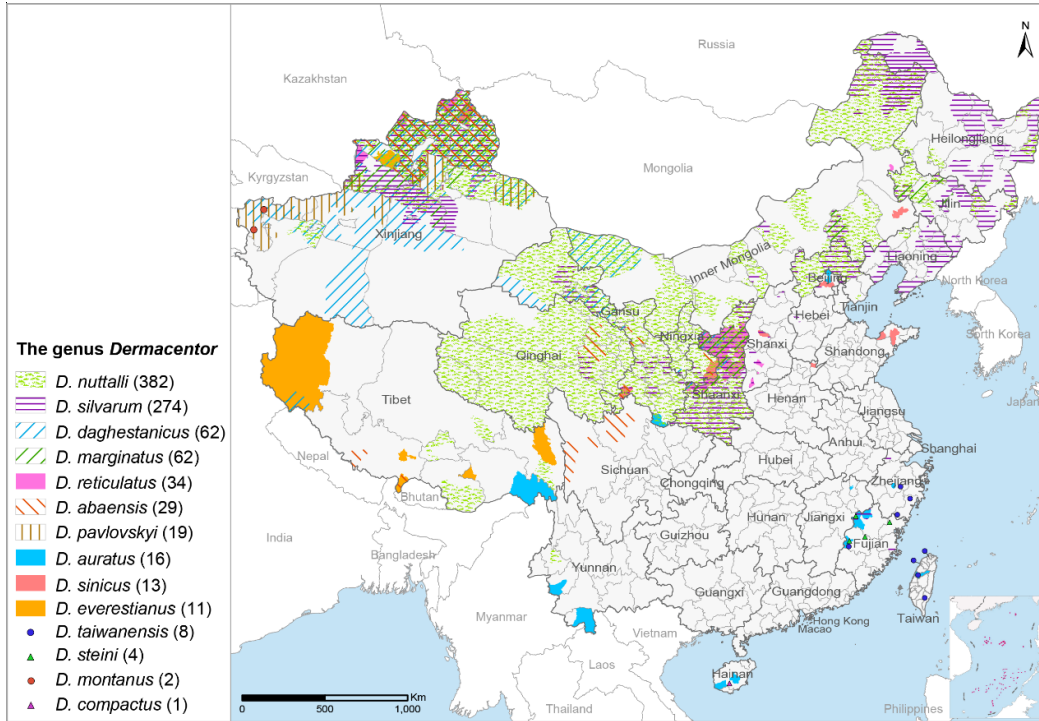 The genus Dermacentor
D. nuttalli (382)
D. silvarum (274)
D. daghestanicus (62)
D. marginatus (62)
D. reticulatus (34)
D. abaensis (29)
D. pavlovskyi (19)
D. auratus (16)
D. sinicus (13)
D. everestianus (11)
D. taiwanensis (8)
D. steini (4)
D. montanus (2)
D. compactus (1)
N
Russia
Kazakhstan
Mongolia
Heilongjiang
Kyrgyzstan
Jilin
Xinjiang
Inner Mongolia
Liaoning
Beijing
North Korea
Tianjin
Gansu
Hebei
Ningxia
Shanxi
South Korea
Qinghai
Shandong
Shaanxi
Henan
Japan
Tibet
Jiangsu
Anhui
Shanghai
Nepal
Sichuan
Hubei
Chongqing
Zhejiang
Bhutan
Hunan
Jiangxi
India
Guizhou
Fujian
Bangladesh
Yunnan
Guangxi
Guangdong
Taiwan
Myanmar
Hong Kong
Macao
Vietnam
Laos
Hainan
Km
0
500
1,000
Thailand
Philippines